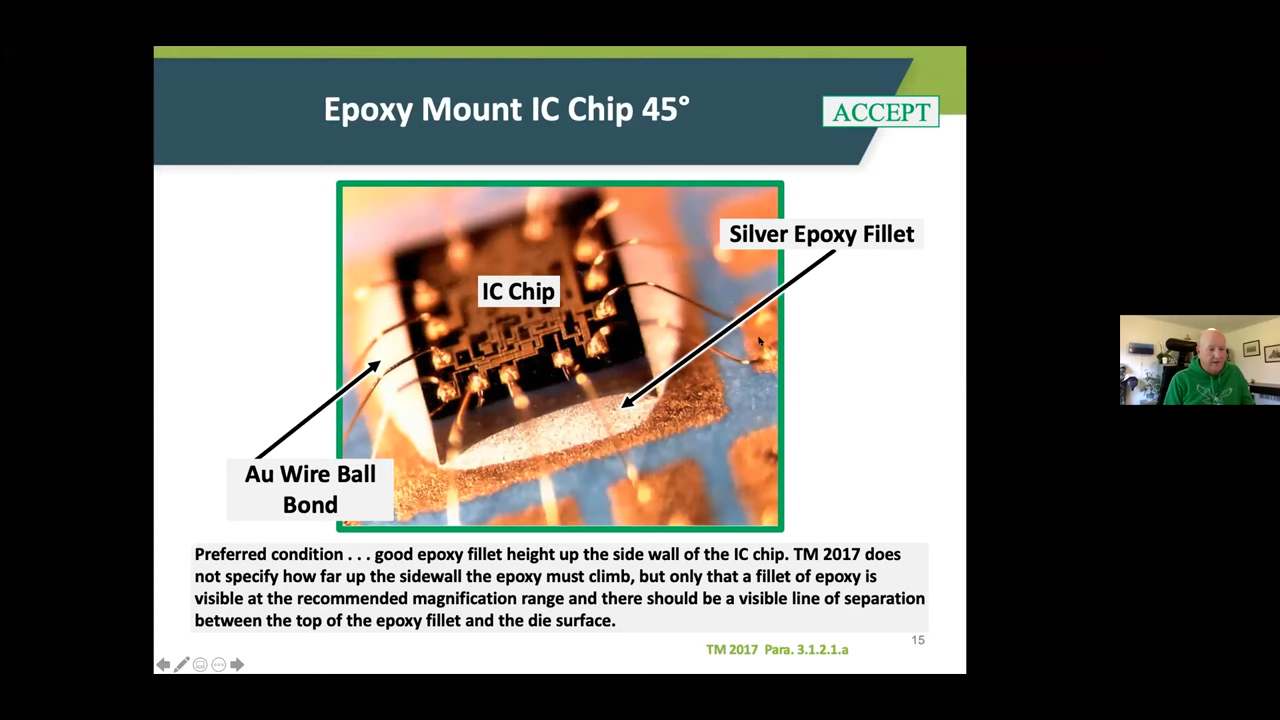 Epoxy Mount IC Chip 45°
ACCEPT
Silver Epoxy Fillet
IC Chip
Au Wire Ball
Bond
Preferred condition . . . good epoxy fillet height up the side wall of the IC chip. TM 2017 does
not specify how far up the sidewall the epoxy must climb, but only that a fillet of epoxy is
visible at the recommended magnification range and there should be a visible line of separation
between the top of the epoxy fillet and the die surface.
15
TM 2017 Para. 3.1.2.1.a